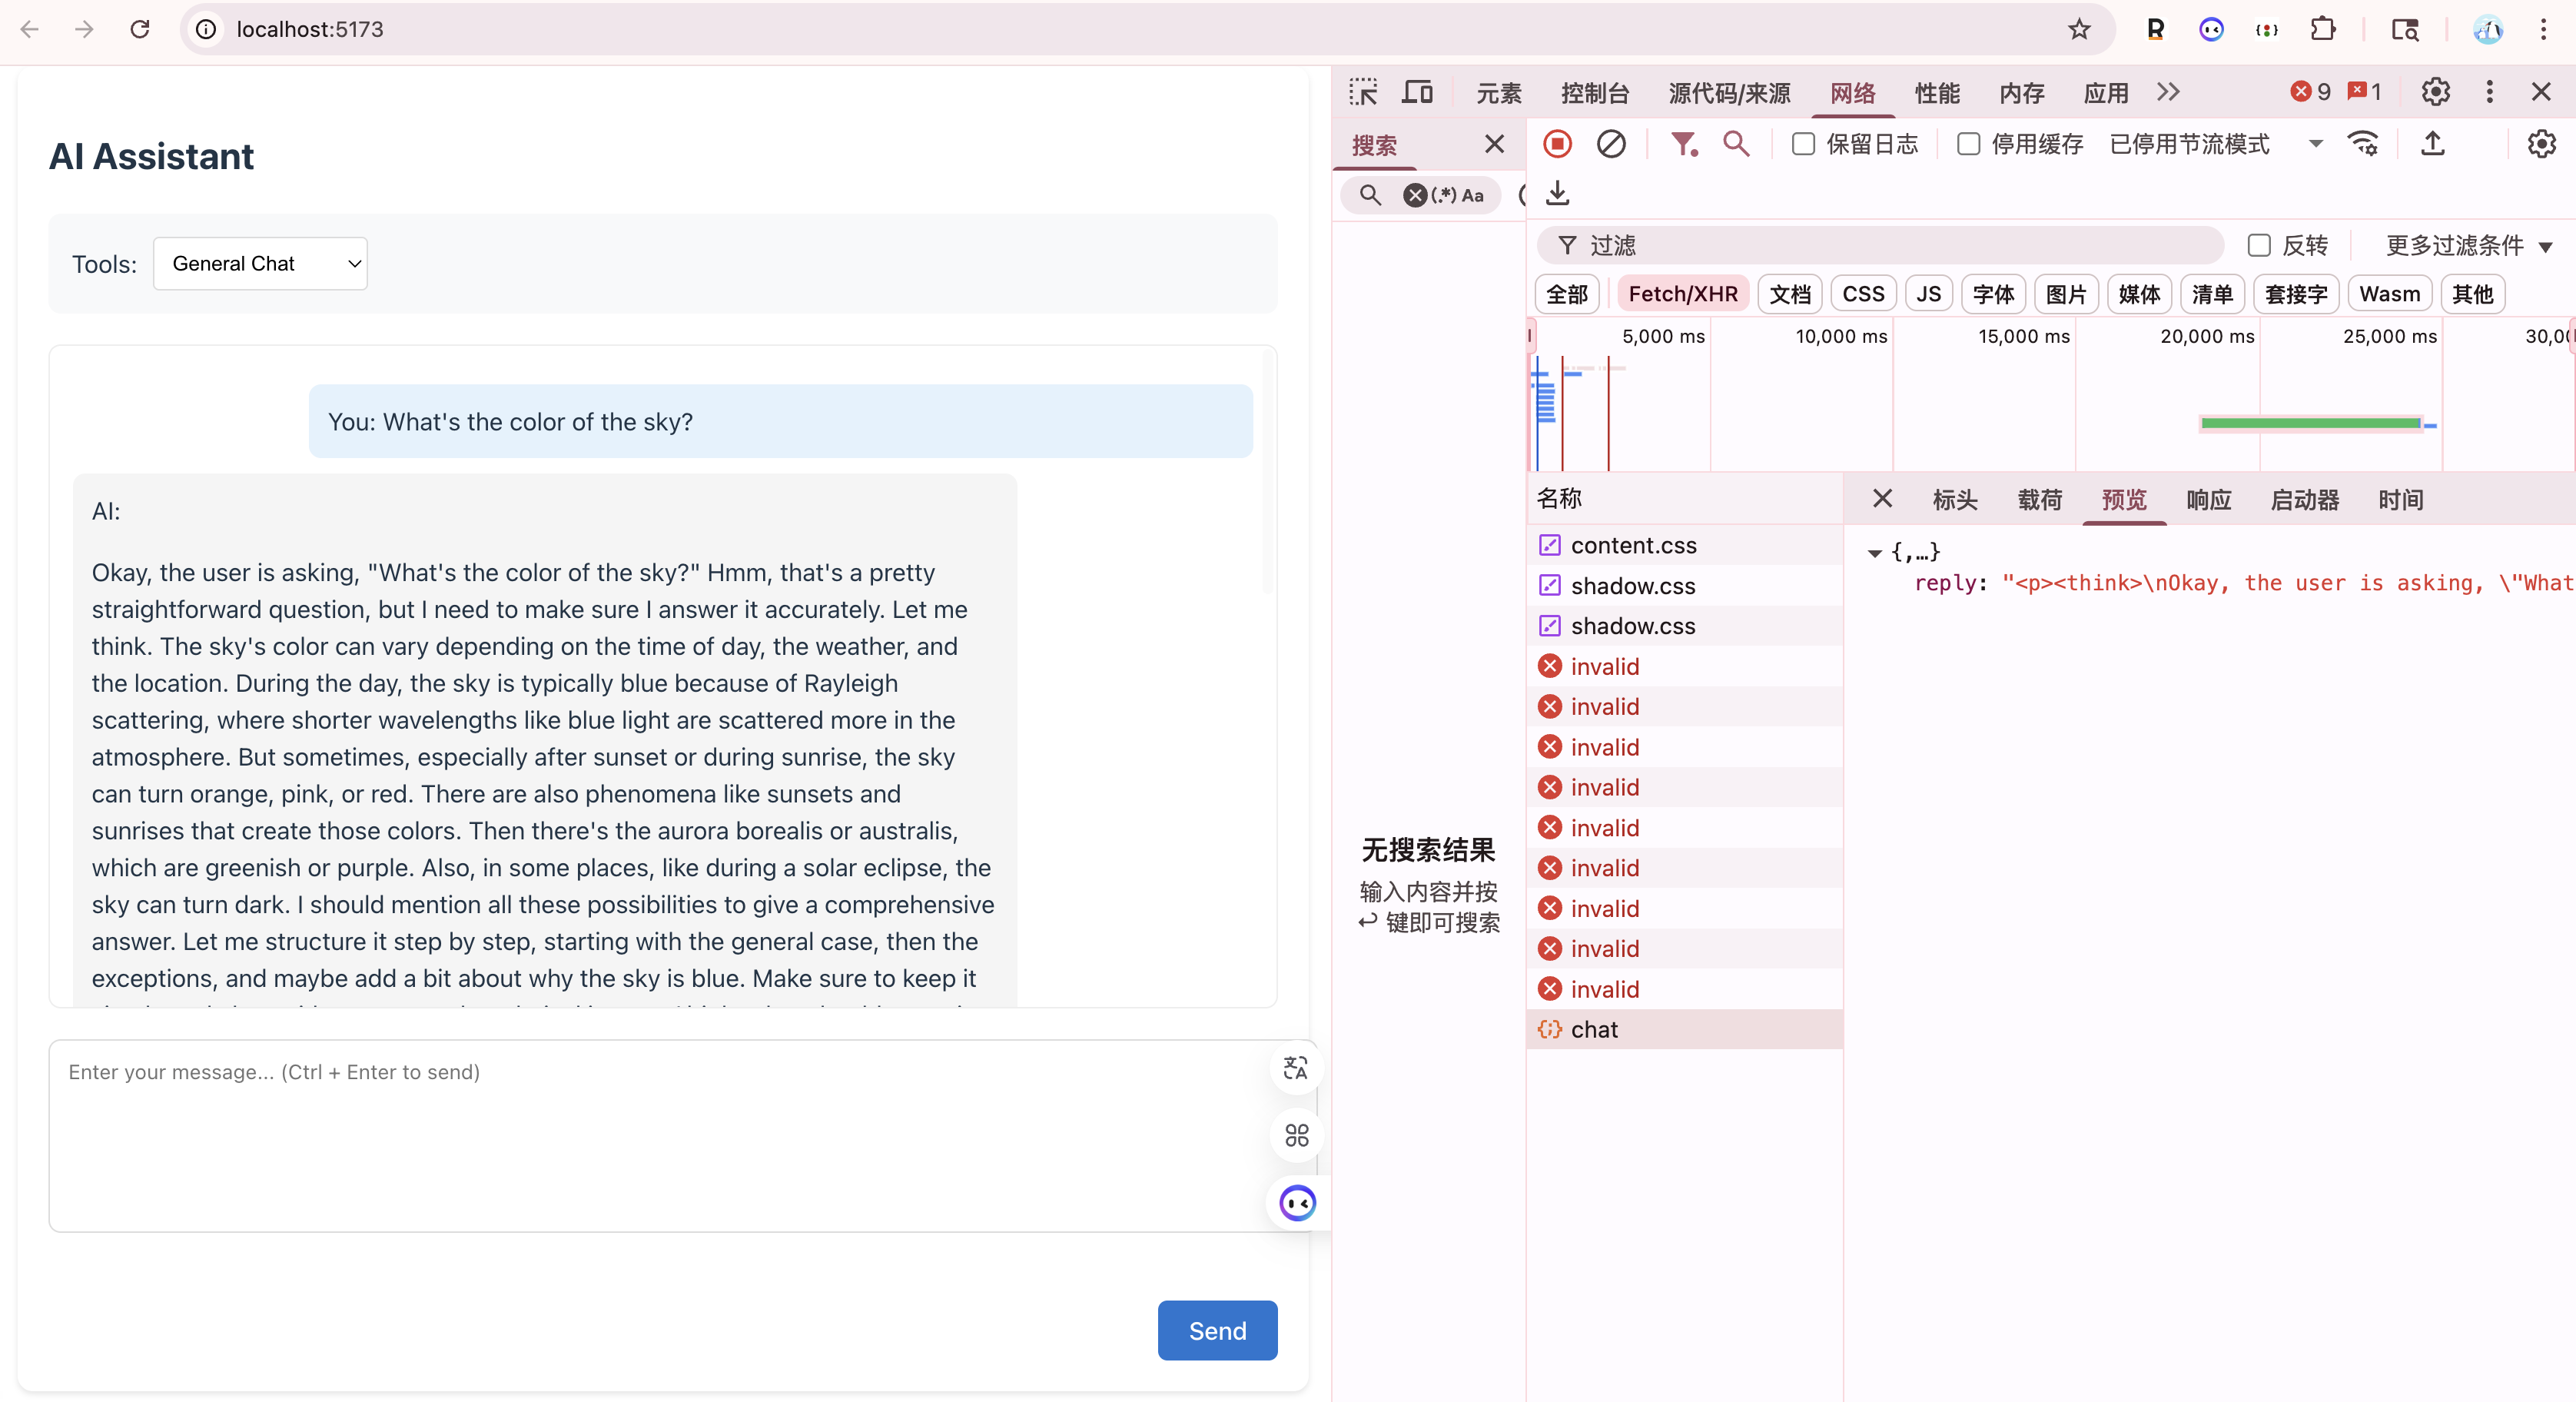 localhost:5173
AI Assistant
Tools: General Chat
You: What's the color of the sky?
AI:
Okay, the user is asking, "What's the color of the sky?" Hmm, that's a pretty
straightforward question, but I need to make sure I answer it accurately. Let me
think. The sky's color can vary depending on the time of day, the weather, and
the location. During the day, the sky is typically blue because of Rayleigh
scattering, where shorter wavelengths like blue light are scattered more in the
atmosphere. But sometimes, especially after sunset or during sunrise, the sky
can turn orange, pink, or red. There are also phenomena like sunsets and
sunrises that create those colors. Then there's the aurora borealis or australis,
which are greenish or purple. Also, in some places, like during a solar eclipse, the
sky can turn dark. I should mention all these possibilities to give a comprehensive
answer. Let me structure it step by step, starting with the general case, then the
exceptions, and maybe add a bit about why the sky is blue. Make sure to keep it
Enter your message... (Ctrl + Enter to send)
Send
元素 控制台 源代码/来源 网络 性能 内存 应用 9 1
搜索
(.*) Aa
无搜索结果
输入内容并按
键即可搜索
保留日志 停用缓存 已停用节流模式
过滤 反转 更多过滤条件
全部 Fetch/XHR 文档 CSS JS 字体 图片 媒体 清单 套接字 Wasm 其他
5,000 ms 10,000 ms 15,000 ms 20,000 ms 25,000 ms 30,00
名称
content.css
shadow.css
shadow.css
invalid
invalid
invalid
invalid
invalid
invalid
invalid
invalid
invalid
chat
标头 载荷 预览 响应 启动器 时间
{,…}
reply: "<p><think>\nOkay, the user is asking, \"What